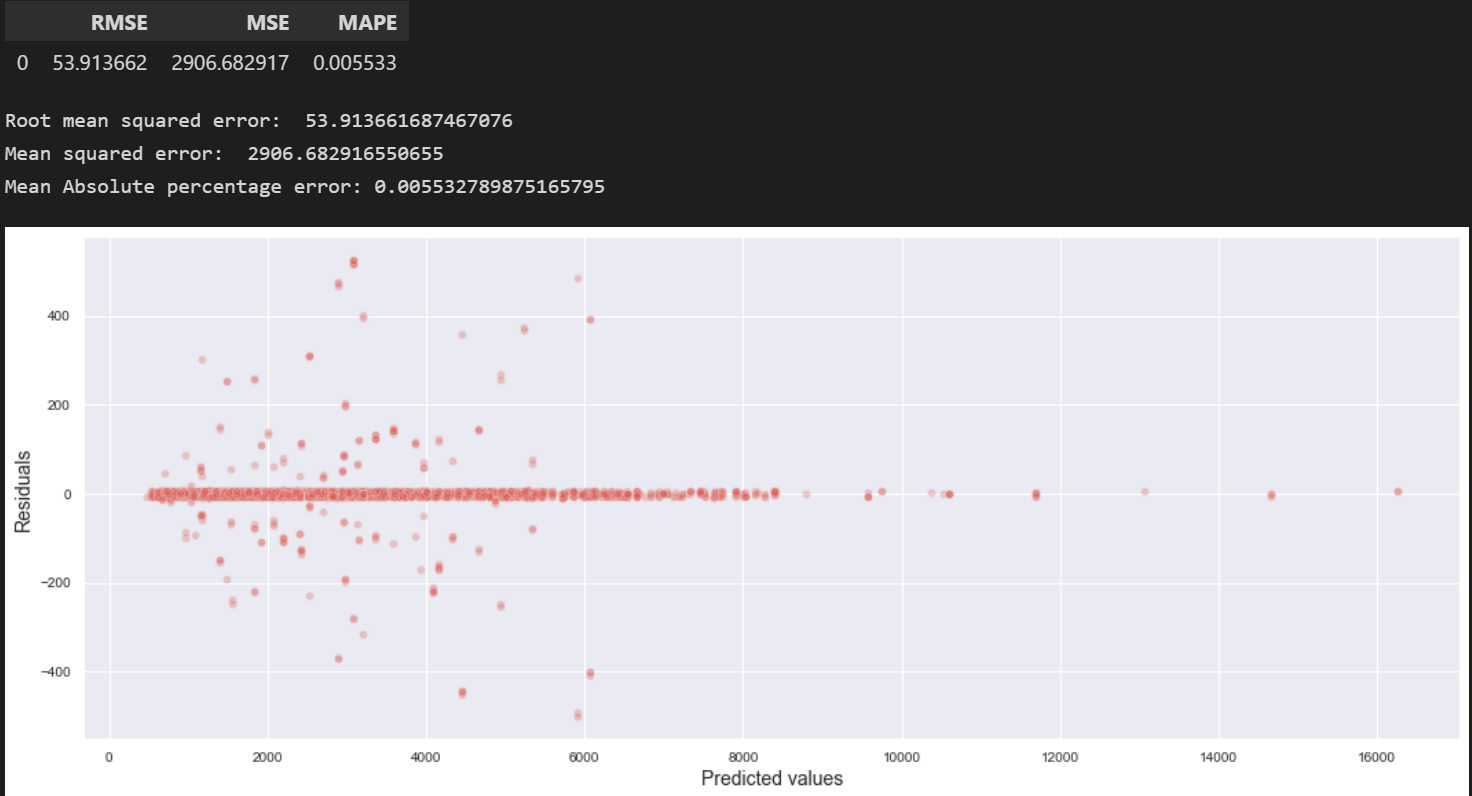 RMSE MSE MAPE
0 53.913662 2906.682917 0.005533
Root mean squared error:  53.913661687467076
Mean squared error:  2906.682916550655
Mean Absolute percentage error: 0.005532789875165795
400
200
0
−200
−400
Residuals
0 2000 4000 6000 8000 10000 12000 14000 16000
Predicted values